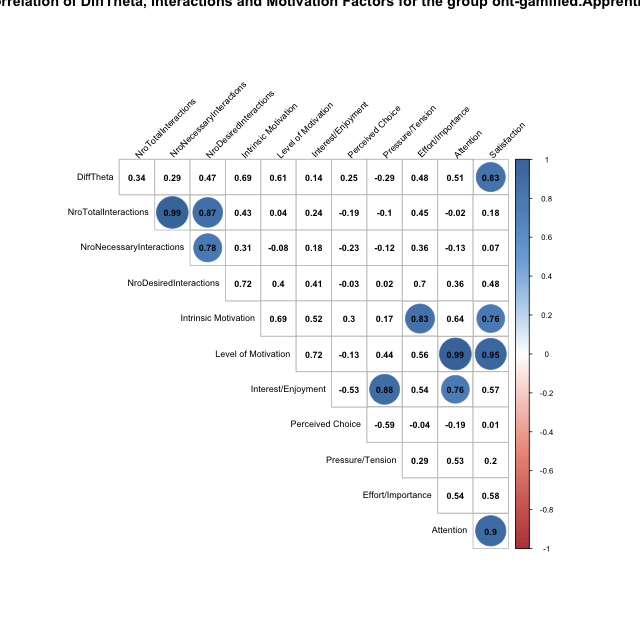 rrelation of DiffTheta, Interactions and Motivation Factors for the group ont-gamified.Apprenti
NroTotalInteractions
NroNecessaryInteractions
NroDesiredInteractions
Intrinsic Motivation
Level of Motivation
Interest/Enjoyment
Perceived Choice
Pressure/Tension
Effort/Importance
Attention
Satisfaction
DiffTheta 0.34 0.29 0.47 0.69 0.61 0.14 0.25 -0.29 0.48 0.51 0.83
NroTotalInteractions 0.99 0.87 0.43 0.04 0.24 -0.19 -0.1 0.45 -0.02 0.18
NroNecessaryInteractions 0.78 0.31 -0.08 0.18 -0.23 -0.12 0.36 -0.13 0.07
NroDesiredInteractions 0.72 0.4 0.41 -0.03 0.02 0.7 0.36 0.48
Intrinsic Motivation 0.69 0.52 0.3 0.17 0.83 0.64 0.76
Level of Motivation 0.72 -0.13 0.44 0.56 0.99 0.95
Interest/Enjoyment -0.53 0.88 0.54 0.76 0.57
Perceived Choice -0.59 -0.04 -0.19 0.01
Pressure/Tension 0.29 0.53 0.2
Effort/Importance 0.54 0.58
Attention 0.9
1
0.8
0.6
0.4
0.2
0
-0.2
-0.4
-0.6
-0.8
-1